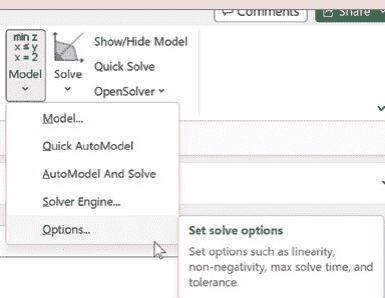 Comments
Share
min z
x ≤ y
x = 2
Model
Solve
Show/Hide Model
Quick Solve
OpenSolver
Model...
Quick AutoModel
AutoModel And Solve
Solver Engine...
Options...
Set solve options
Set options such as linearity,
non-negativity, max solve time, and
tolerance.